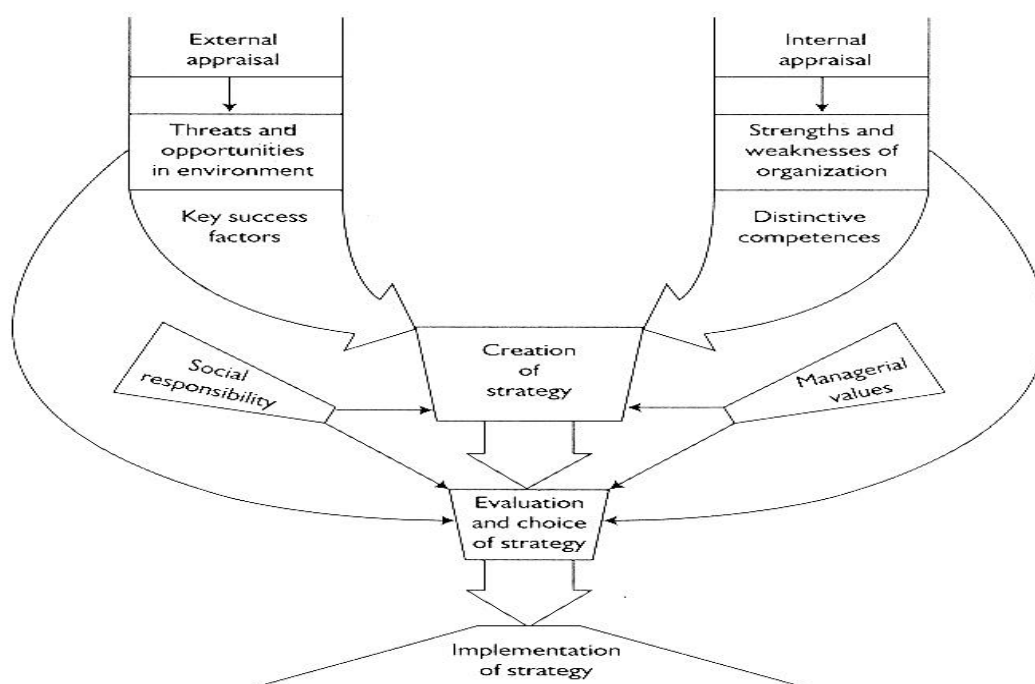 External
appraisal
Internal
appraisal
Threats and
opportunities
in environment
Strengths and
weaknesses of
organization
Key success
factors
Distinctive
competences
Creation
of
strategy
Social
responsibility
Managerial
values
Evaluation
and choice
of strategy
Implementation
of strategy